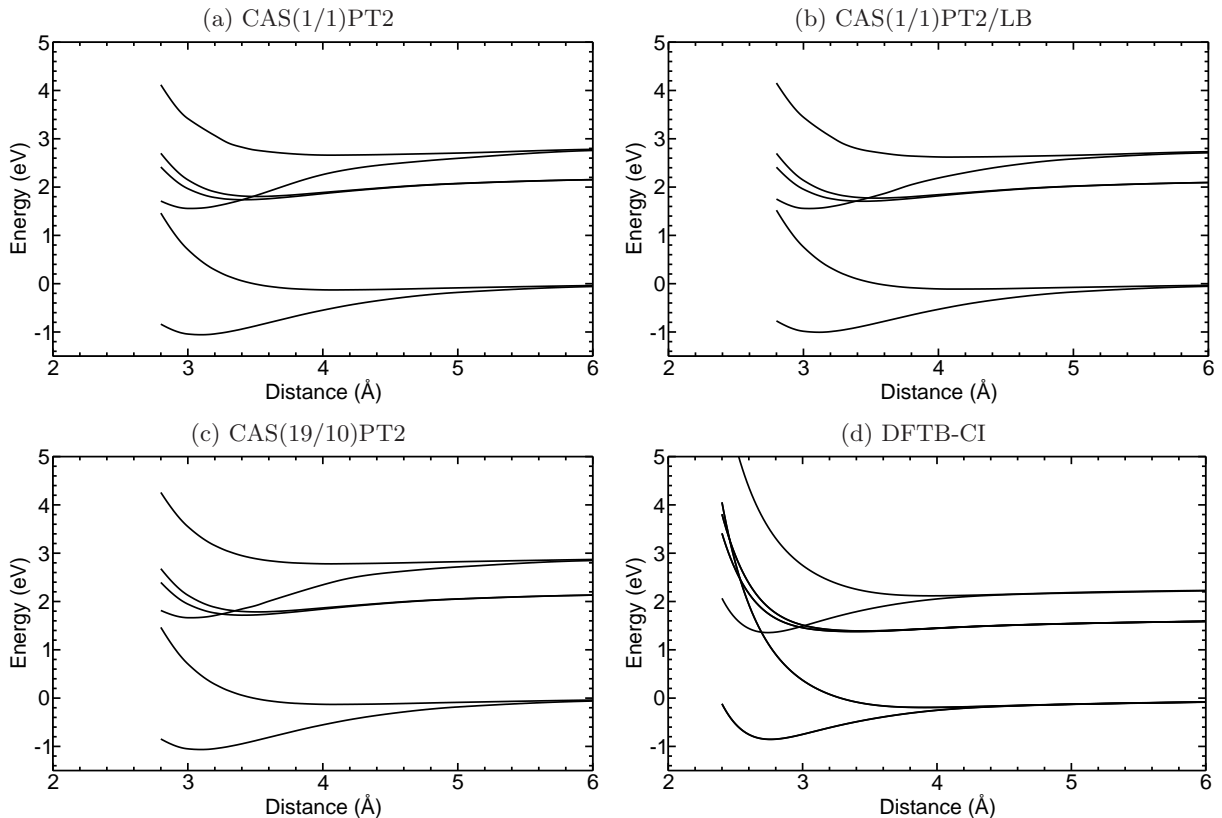 (a) CAS(1/1)PT2
(b) CAS(1/1)PT2/LB
5
4
3
2
1
0
-1
Energy (eV)
2 3 4 5 6
Distance (Å)
5
4
3
2
1
0
-1
Energy (eV)
2 3 4 5 6
Distance (Å)
(c) CAS(19/10)PT2
(d) DFTB-CI
5
4
3
2
1
0
-1
Energy (eV)
2 3 4 5 6
Distance (Å)
5
4
3
2
1
0
-1
Energy (eV)
2 3 4 5 6
Distance (Å)